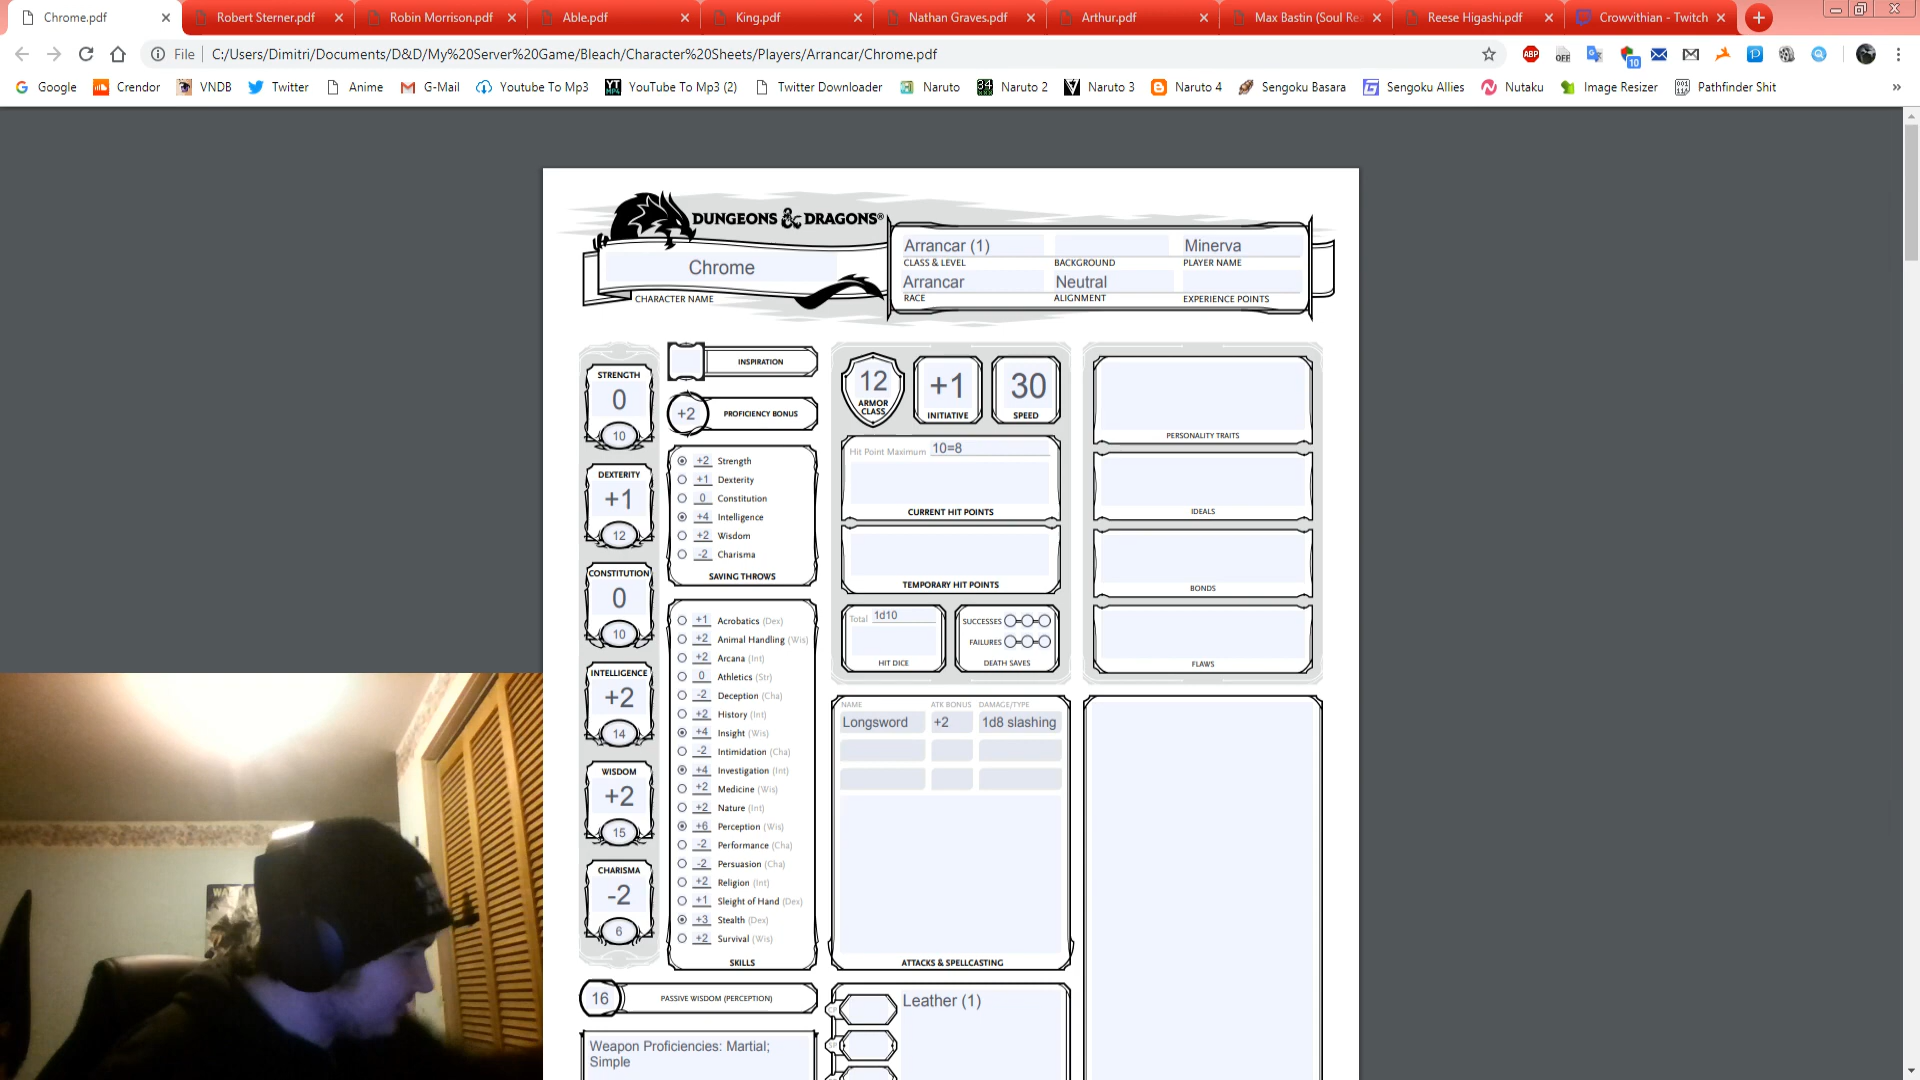 Chrome.pdf
Robert Sterner.pdf
Robin Morrison.pdf
Able.pdf
King.pdf
Nathan Graves.pdf
Arthur.pdf
Max Bastin (Soul Rea
Reese Higashi.pdf
Crowvithian - Twitch
File
C:/Users/Dimitri/Documents/D&D/My%20Server%20Game/Bleach/Character%20Sheets/Players/Arrancar/Chrome.pdf
ABP
OFF
10
Google
Crendor
VNDB
Twitter
Anime
G-Mail
Youtube To Mp3
YouTube To Mp3 (2)
Twitter Downloader
Naruto
Naruto 2
Naruto 3
Naruto 4
Sengoku Basara
Sengoku Allies
Nutaku
Image Resizer
Pathfinder Shit
DUNGEONS & DRAGONS®
Chrome
CHARACTER NAME
Arrancar (1)
Minerva
CLASS & LEVEL
BACKGROUND
PLAYER NAME
Arrancar
Neutral
RACE
ALIGNMENT
EXPERIENCE POINTS
STRENGTH
0
10
DEXTERITY
+1
12
CONSTITUTION
0
10
INTELLIGENCE
+2
14
WISDOM
+2
15
CHARISMA
-2
6
INSPIRATION
+2 PROFICIENCY BONUS
+2 Strength
+1 Dexterity
0 Constitution
+4 Intelligence
+2 Wisdom
-2 Charisma
SAVING THROWS
+1 Acrobatics (Dex)
+2 Animal Handling (Wis)
+2 Arcana (Int)
0 Athletics (Str)
-2 Deception (Cha)
+2 History (Int)
+4 Insight (Wis)
-2 Intimidation (Cha)
+4 Investigation (Int)
+2 Medicine (Wis)
+2 Nature (Int)
+6 Perception (Wis)
-2 Performance (Cha)
-2 Persuasion (Cha)
+2 Religion (Int)
+1 Sleight of Hand (Dex)
+3 Stealth (Dex)
+2 Survival (Wis)
SKILLS
16 PASSIVE WISDOM (PERCEPTION)
Weapon Proficiencies: Martial;
Simple
12
ARMOR
CLASS
+1
INITIATIVE
30
SPEED
Hit Point Maximum 10=8
CURRENT HIT POINTS
TEMPORARY HIT POINTS
Total 1d10
HIT DICE
SUCCESSES
FAILURES
DEATH SAVES
NAME ATK BONUS DAMAGE/TYPE
Longsword +2 1d8 slashing
ATTACKS & SPELLCASTING
CP
SP
Leather (1)
PERSONALITY TRAITS
IDEALS
BONDS
FLAWS